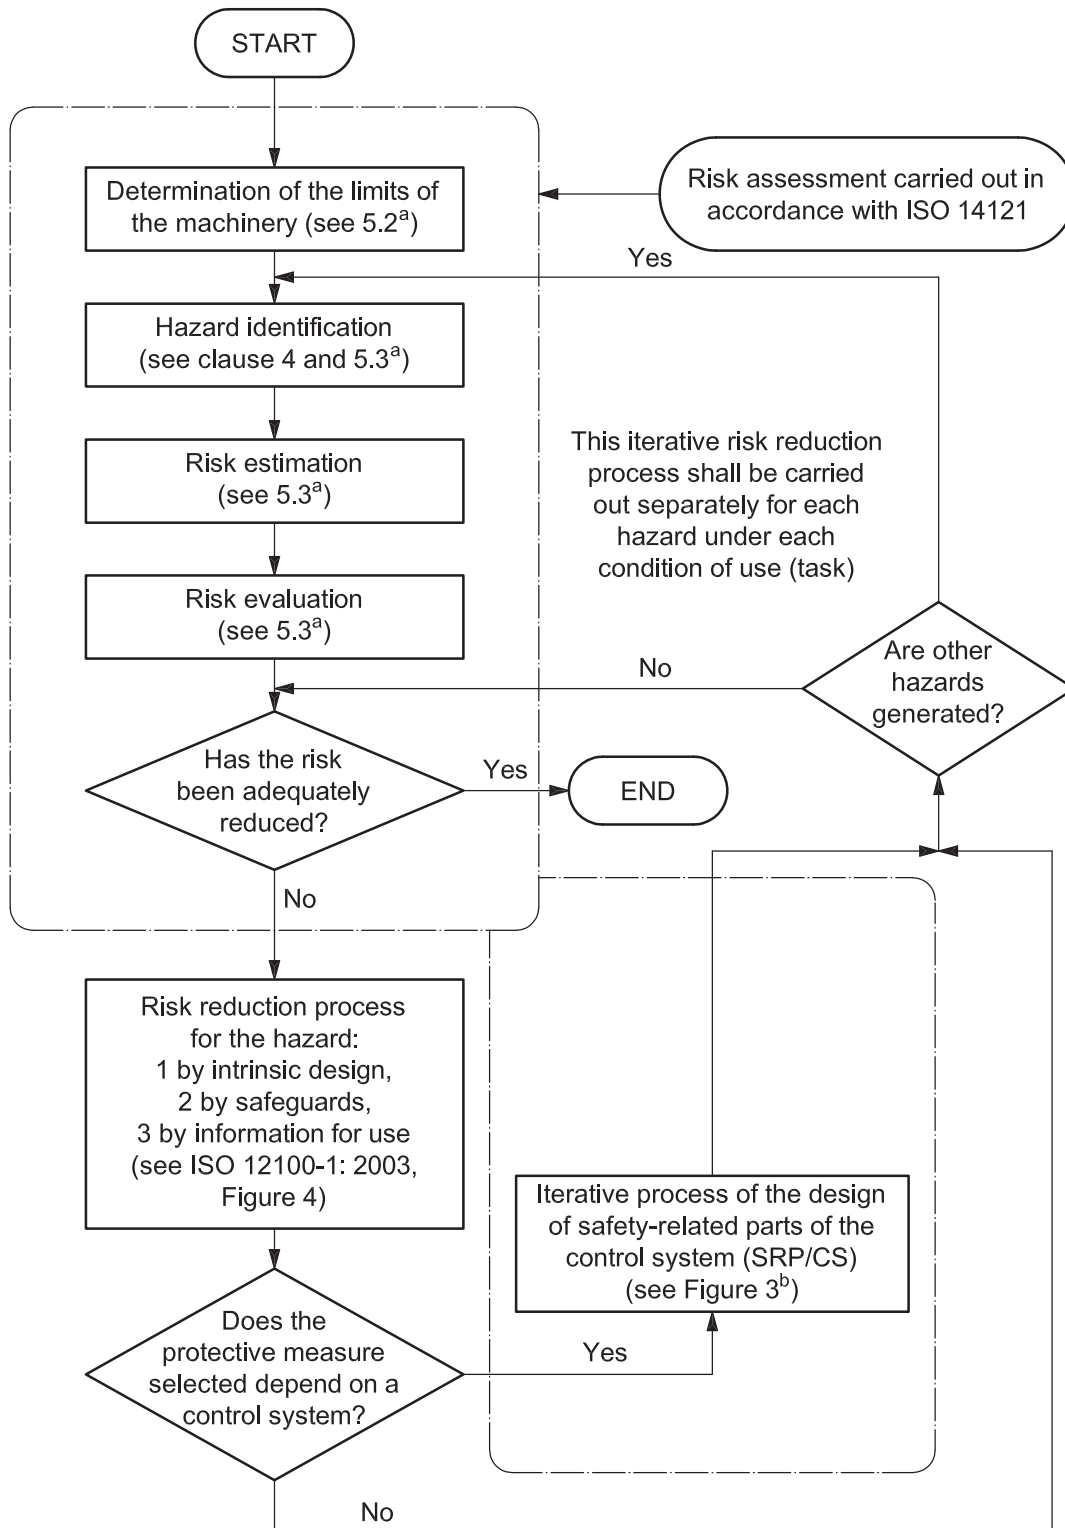 START
Determination of the limits of
the machinery (see 5.2a)
Risk assessment carried out in
accordance with ISO 14121
Yes
Hazard identification
(see clause 4 and 5.3a)
Risk estimation
(see 5.3a)
This iterative risk reduction
process shall be carried
out separately for each
hazard under each
condition of use (task)
Risk evaluation
(see 5.3a)
Are other
hazards
generated?
No
Has the risk
been adequately
reduced?
Yes
END
No
Risk reduction process
for the hazard:
1 by intrinsic design,
2 by safeguards,
3 by information for use
(see ISO 12100-1: 2003,
Figure 4)
Iterative process of the design
of safety-related parts of the
control system (SRP/CS)
(see Figure 3b)
Does the
protective measure
selected depend on a
control system?
Yes
No